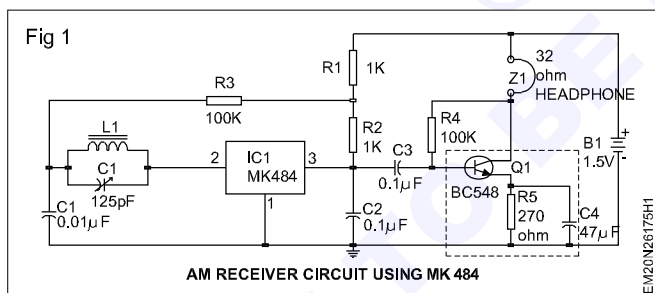 Fig 1
R1
1K
32
ohm
HEADPHONE
Z1
R3
100K
R2
1K
R4
100K
L1
C1
125pF
2
IC1
MK484
3
1
C3
0.1µF
B1
1.5V
+
-
Q1
BC548
C1
0.01µF
C2
0.1µF
R5
270
ohm
C4
47µF
AM RECEIVER CIRCUIT USING MK 484
EM20N26175H1